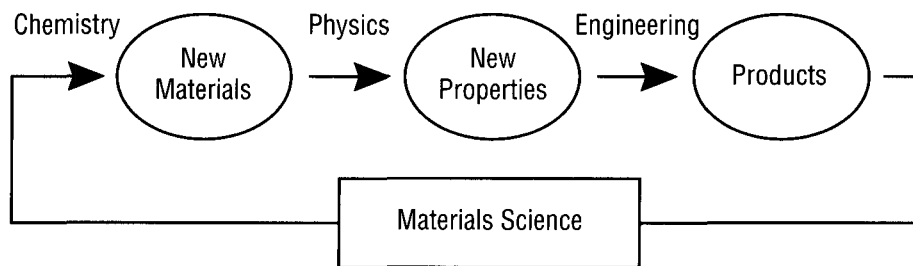 Chemistry
New
Materials
Physics
New
Properties
Engineering
Products
Materials Science